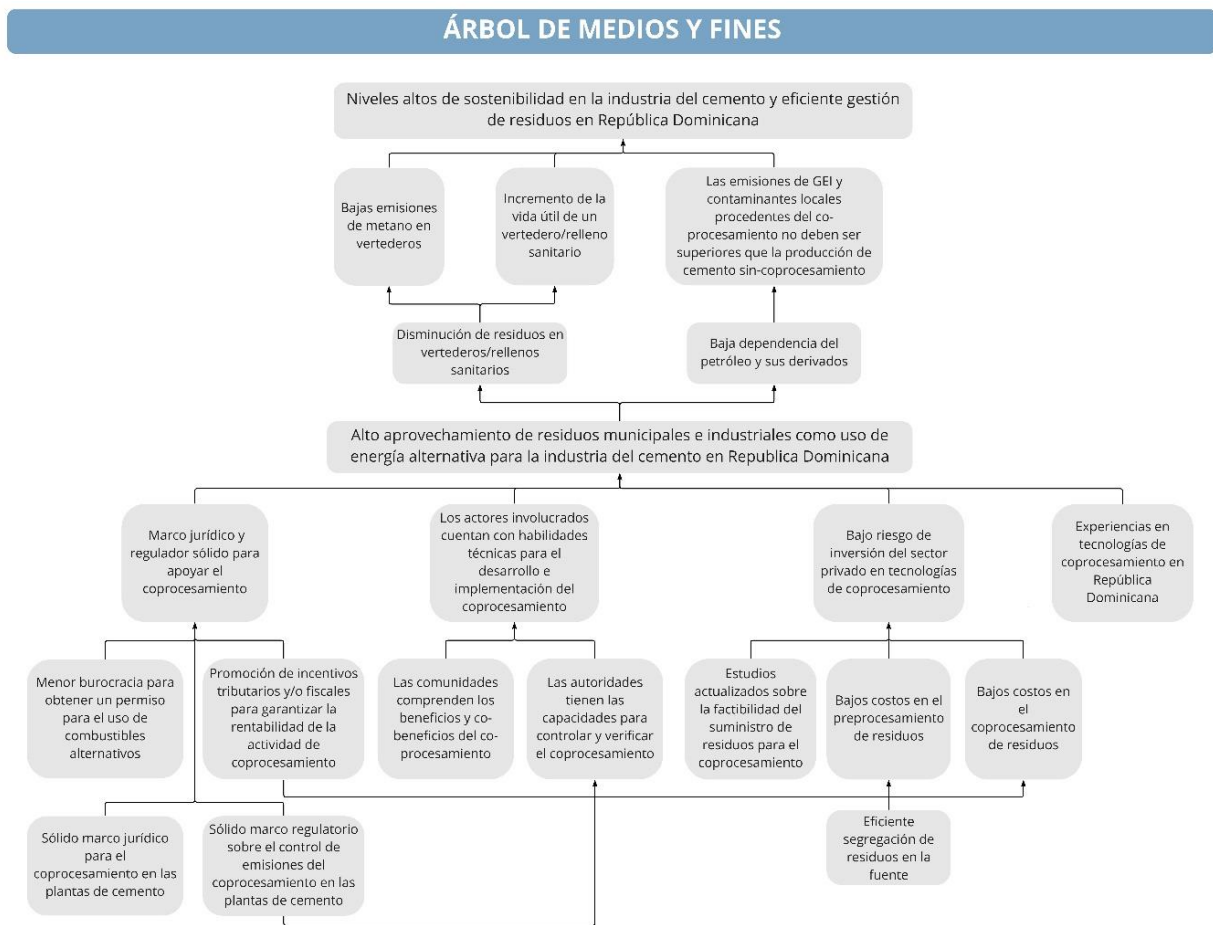 ÁRBOL DE MEDIOS Y FINES
Niveles altos de sostenibilidad en la industria del cemento y eficiente gestión
de residuos en República Dominicana
Bajas emisiones
de metano en
vertederos
Incremento de la
vida útil de un
vertedero/relleno
sanitario
Las emisiones de GEI y
contaminantes locales
procedentes del co-
procesamiento no deben ser
superiores que la producción de
cemento sin-coprocesamiento
Disminución de residuos en
vertederos/rellenos
sanitarios
Baja dependencia del
petróleo y sus derivados
Alto aprovechamiento de residuos municipales e industriales como uso de
energía alternativa para la industria del cemento en Republica Dominicana
Marco jurídico y
regulador sólido para
apoyar el
coprocesamiento
Los actores involucrados
cuentan con habilidades
técnicas para el
desarrollo e
implementación del
coprocesamiento
Bajo riesgo de
inversión del sector
privado en tecnologías
de coprocesamiento
Experiencias en
tecnologías de
coprocesamiento en
República
Dominicana
Menor burocracia para
obtener un permiso
para el uso de
combustibles
alternativos
Promoción de incentivos
tributarios y/o fiscales
para garantizar la
rentabilidad de la
actividad de
coprocesamiento
Las comunidades
comprenden los
beneficios y co-
beneficios del co-
procesamiento
Las autoridades
tienen las
capacidades para
controlar y verificar
el coprocesamiento
Estudios
actualizados sobre
la factibilidad del
suministro de
residuos para el
coprocesamiento
Bajos costos en el
preprocesamiento
de residuos
Bajos costos en
el
coprocesamiento
de residuos
Sólido marco jurídico
para el
coprocesamiento en las
plantas de cemento
Sólido marco regulatorio
sobre el control de
emisiones del
coprocesamiento en las
plantas de cemento
Eficiente
segregación de
residuos en la
fuente